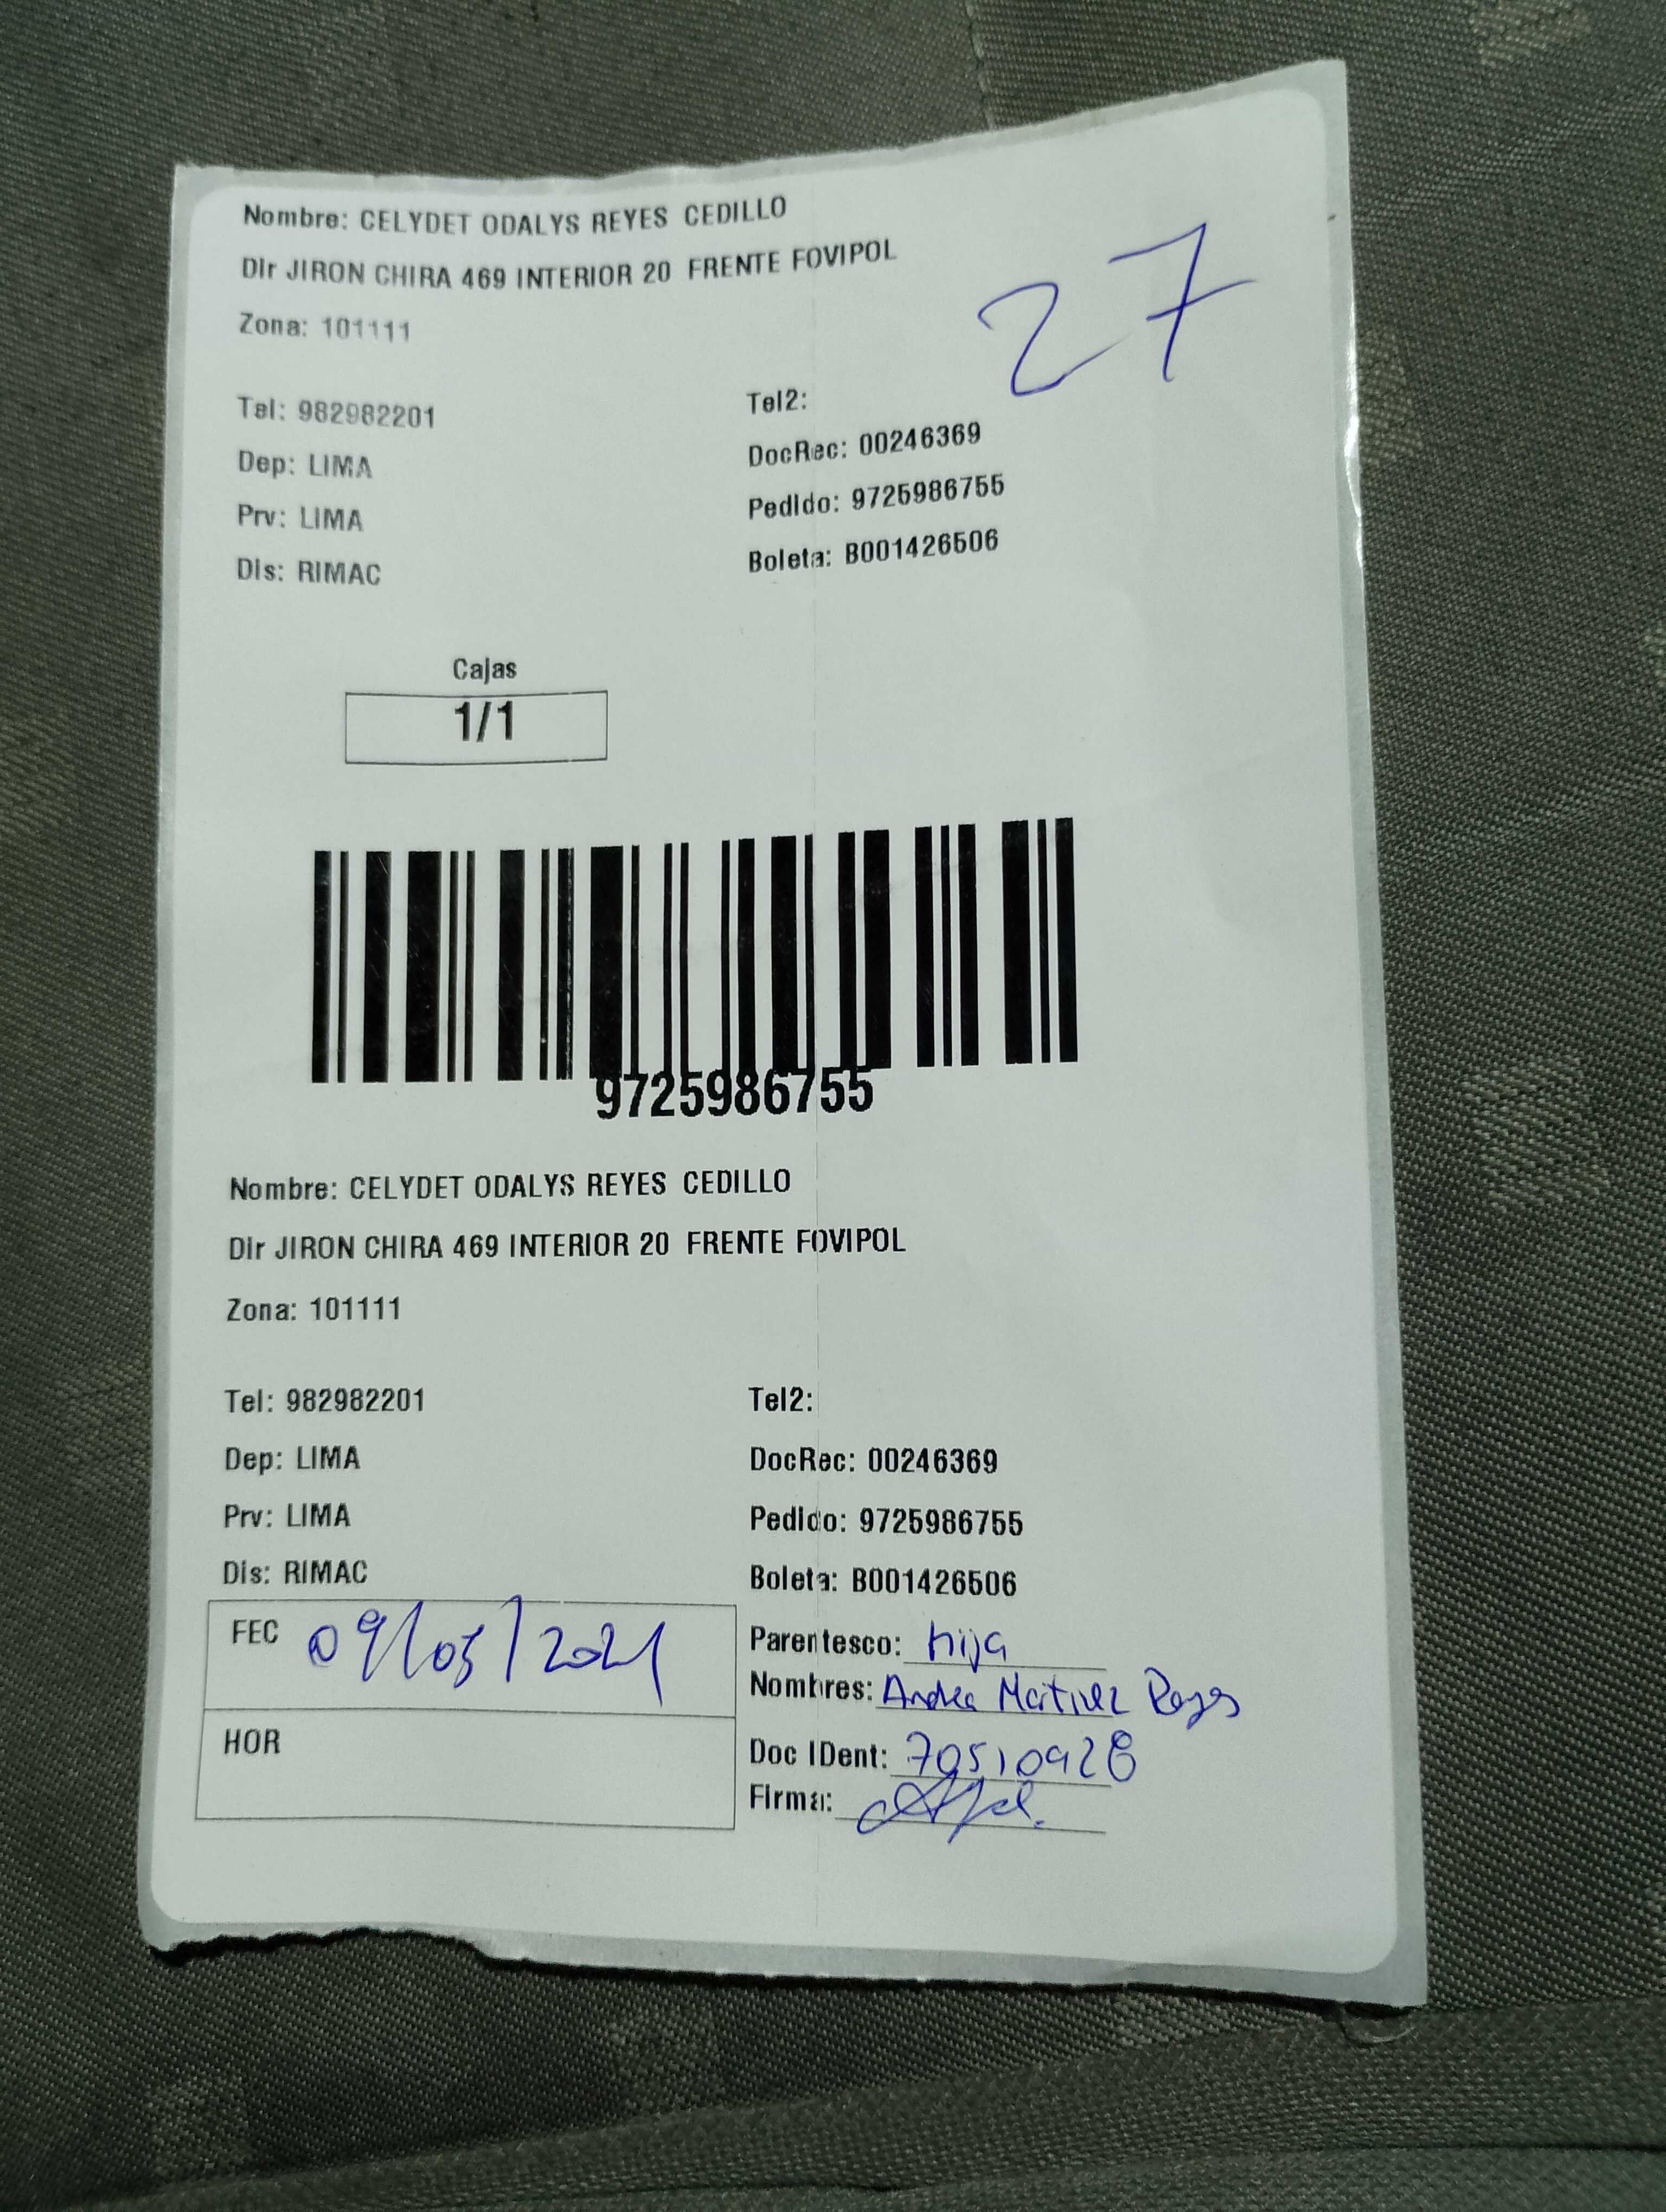 Nombre: CELYDET ODALYS REYES CEDILLO
27
Dir JIRON CHIRA 469 INTERIOR 20 FRENTE FOVIPOL
Zona: 101111
Tel: 982982201 Tel2:
Dep: LIMA DocRec: 00246369
Prv: LIMA Pedido: 9725986755
Dis: RIMAC Boleta: B001426506
Cajas
1/1
9725986755
Nombre: CELYDET ODALYS REYES CEDILLO
Dir JIRON CHIRA 469 INTERIOR 20 FRENTE FOVIPOL
Zona: 101111
Tel: 982982201 Tel2:
Dep: LIMA DocRec: 00246369
Prv: LIMA Pedido: 9725986755
Dis: RIMAC Boleta: B001426506
FEC 09/05/2021 Parentesco: hija
Nombres: Andrea Martinez Reyes
HOR Doc IDent: 70510928
Firma: